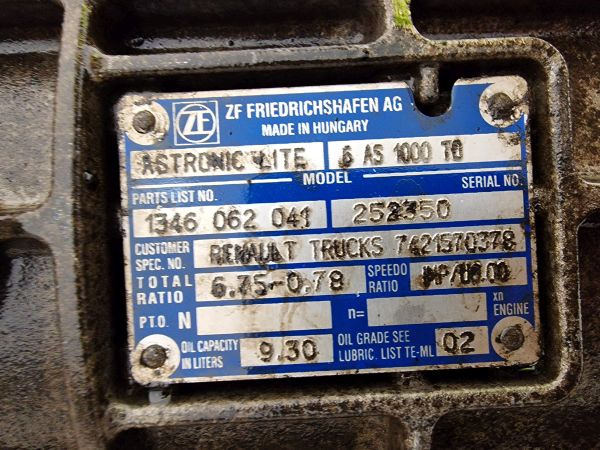 ZF
ZF FRIEDRICHSHAFEN AG
MADE IN HUNGARY
ASTRONIC LITE 6 AS 1000 TO
MODEL
PARTS LIST NO. SERIAL NO.
1346 062 041 252350
CUSTOMER SPEC. NO. RENAULT TRUCKS 7421570378
TOTAL RATIO 6.75-0.78 SPEEDO RATIO
P.T.O. N n= xn ENGINE
OIL CAPACITY IN LITERS 9.30 OIL GRADE SEE LUBRIC. LIST TE-ML 02